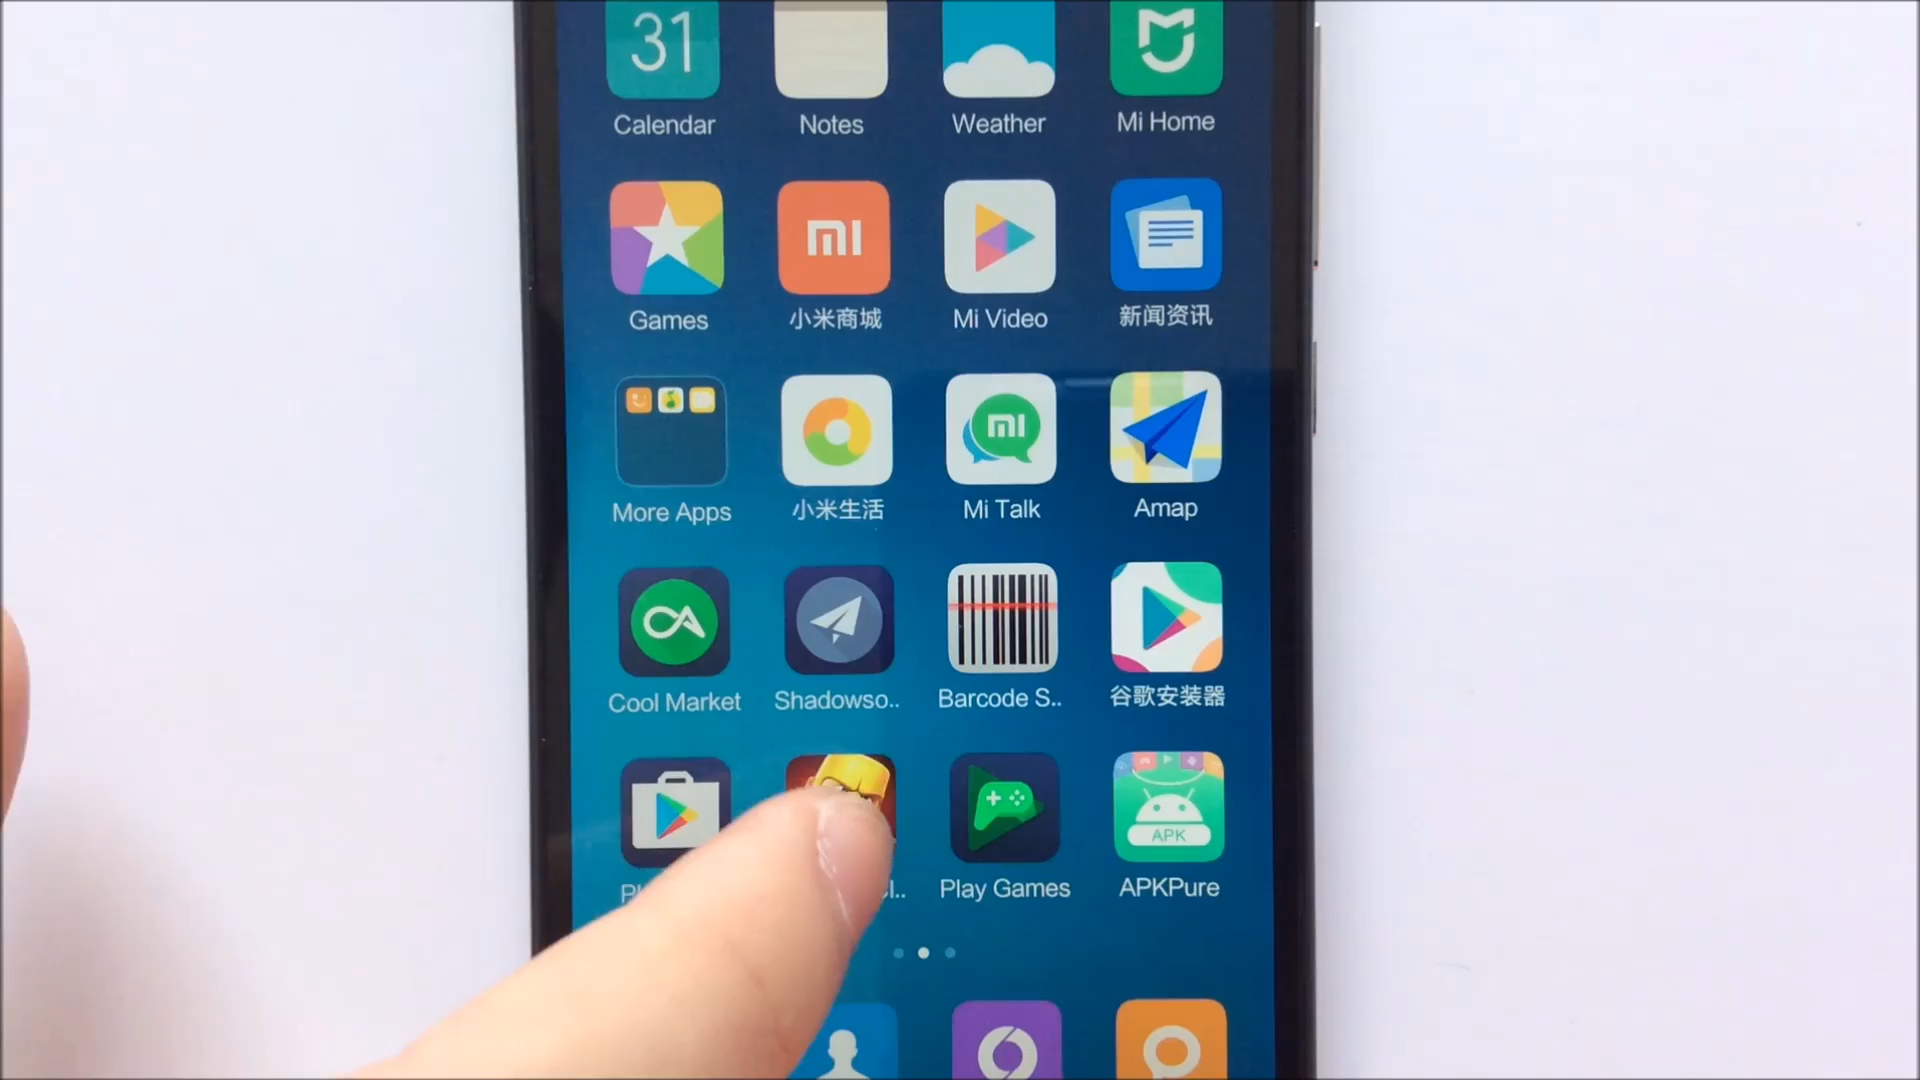 31
Calendar Notes Weather Mi Home
mi
Games 小米商城 Mi Video 新闻资讯
mi
More Apps 小米生活 Mi Talk Amap
Cool Market Shadowso.. Barcode S.. 谷歌安装器
APK
Play Games APKPure